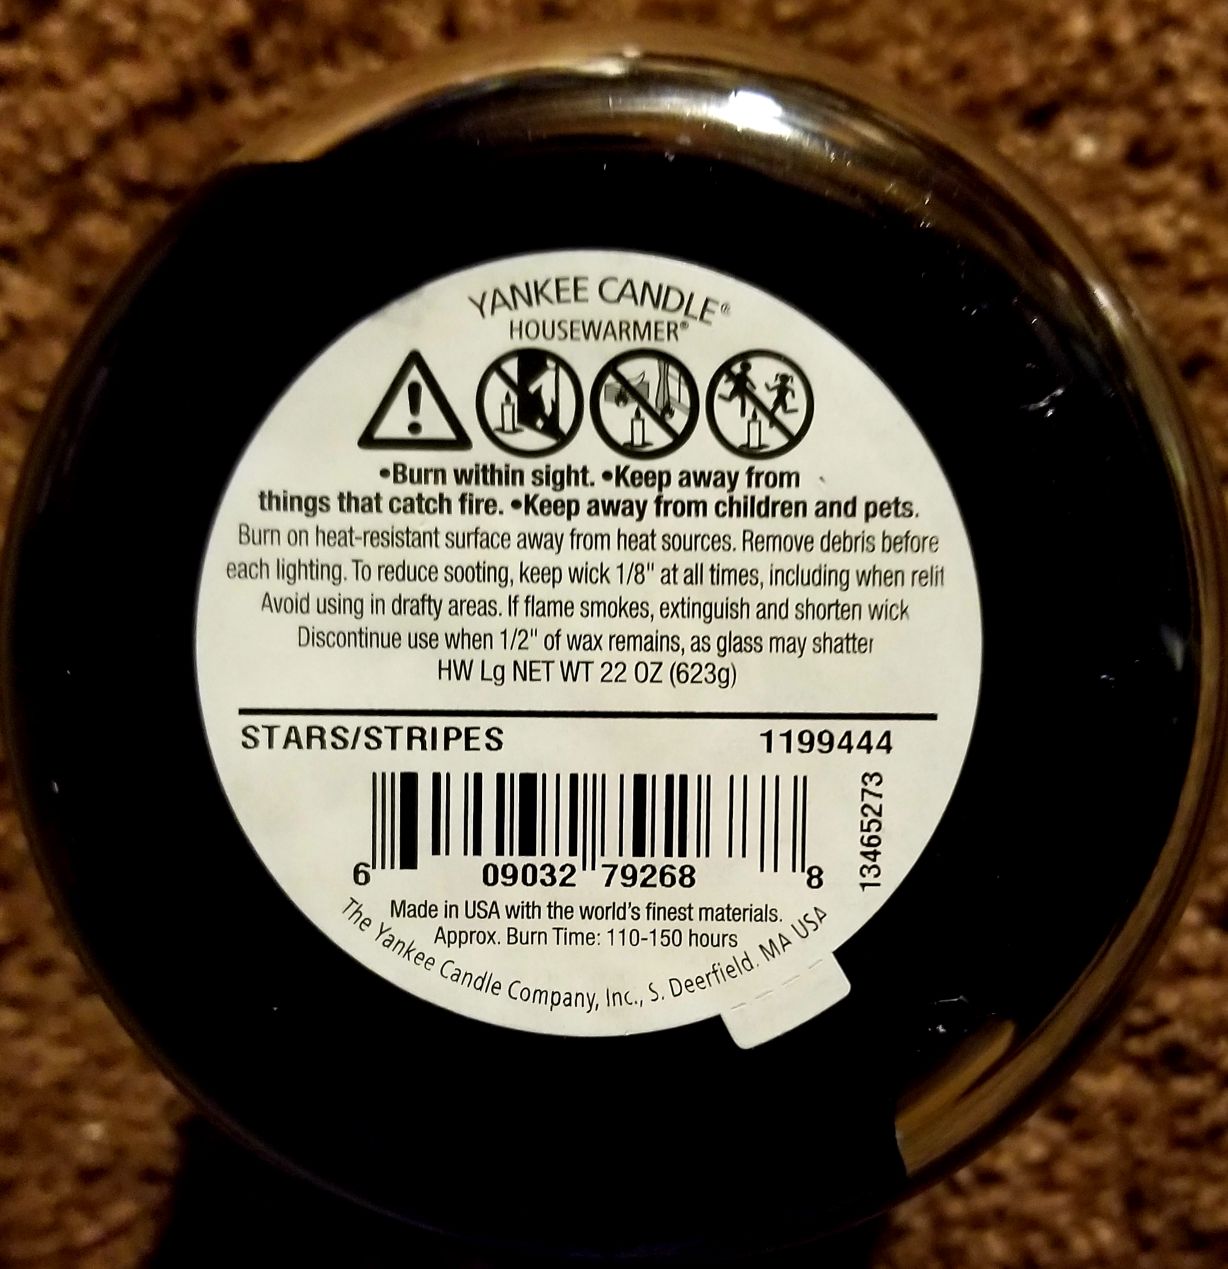 YANKEE CANDLE®
HOUSEWARMER®
•Burn within sight. •Keep away from
things that catch fire. •Keep away from children and pets.
Burn on heat-resistant surface away from heat sources. Remove debris before
each lighting. To reduce sooting, keep wick 1/8" at all times, including when relit
Avoid using in drafty areas. If flame smokes, extinguish and shorten wick
Discontinue use when 1/2" of wax remains, as glass may shatter
HW Lg NET WT 22 OZ (623g)
STARS/STRIPES 1199444
13465273
6 09032 79268 8
Made in USA with the world's finest materials.
Approx. Burn Time: 110-150 hours
The Yankee Candle Company, Inc., S. Deerfield. MA USA